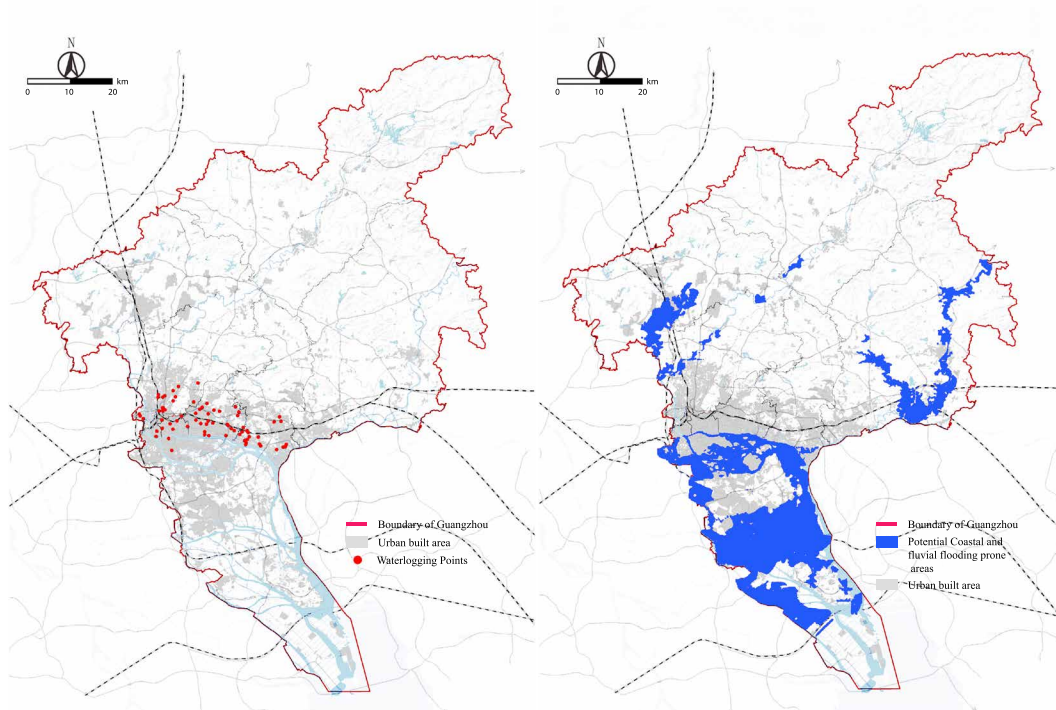 N
km
0 10 20
Boundary of Guangzhou
Urban built area
Waterlogging Points
N
km
0 10 20
Boundary of Guangzhou
Potential Coastal and
fluvial flooding prone
areas
Urban built area